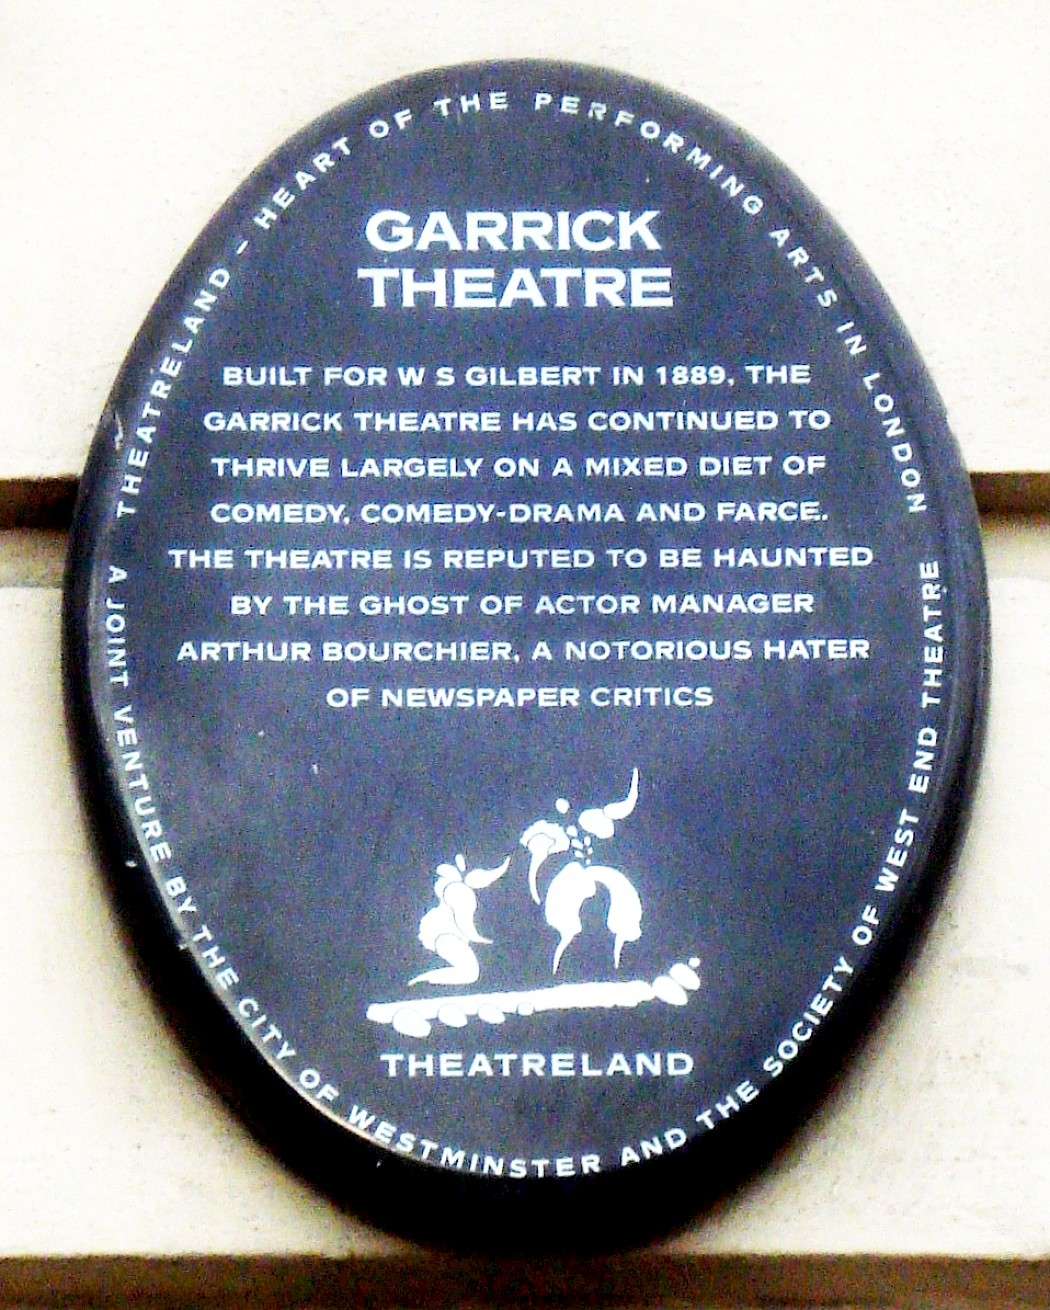 THEATRELAND – HEART OF THE PERFORMING ARTS IN LONDON
GARRICK
THEATRE
BUILT FOR W S GILBERT IN 1889, THE
GARRICK THEATRE HAS CONTINUED TO
THRIVE LARGELY ON A MIXED DIET OF
COMEDY, COMEDY-DRAMA AND FARCE.
THE THEATRE IS REPUTED TO BE HAUNTED
BY THE GHOST OF ACTOR MANAGER
ARTHUR BOURCHIER, A NOTORIOUS HATER
OF NEWSPAPER CRITICS
THEATRELAND
A JOINT VENTURE BY THE CITY OF WESTMINSTER AND THE SOCIETY OF WEST END THEATRE